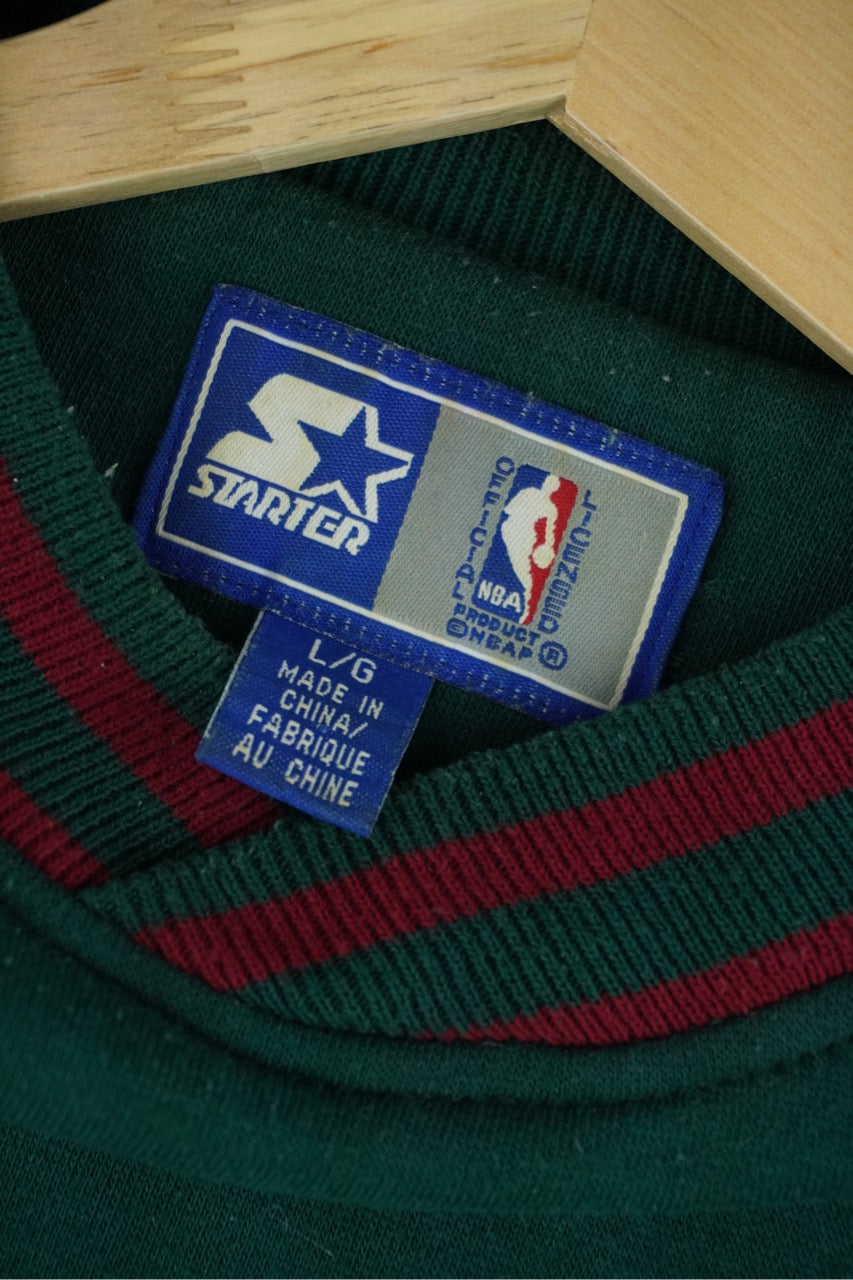 STARTER
OFFICIAL
LICENSED
NBA
PRODUCT
©NBAP ®
L/G
MADE IN
CHINA/
FABRIQUE
AU CHINE